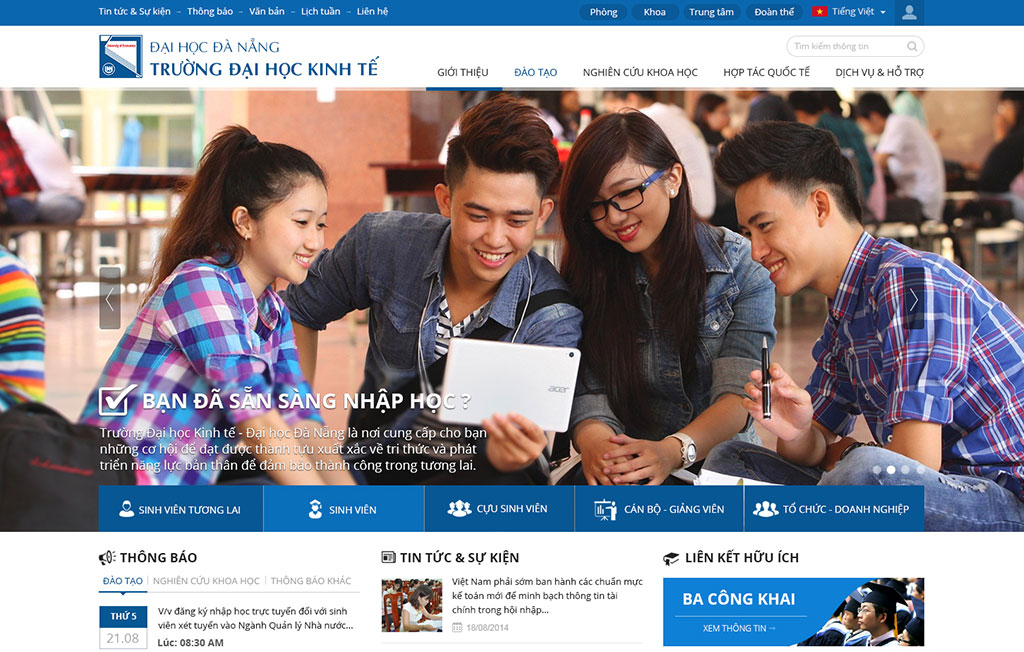 Tin tức & Sự kiện – Thông báo – Văn bản – Lịch tuần – Liên hệ
Phòng Khoa Trung tâm Đoàn thể Tiếng Việt
ĐẠI HỌC ĐÀ NẴNG
TRƯỜNG ĐẠI HỌC KINH TẾ
Tìm kiếm thông tin
GIỚI THIỆU ĐÀO TẠO NGHIÊN CỨU KHOA HỌC HỢP TÁC QUỐC TẾ DỊCH VỤ & HỖ TRỢ
acer
BẠN ĐÃ SẴN SÀNG NHẬP HỌC ?
Trường Đại học Kinh tế - Đại học Đà Nẵng là nơi cung cấp cho bạn
những cơ hội để đạt được thành tựu xuất xắc về tri thức và phát
triển năng lực bản thân để đảm bảo thành công trong tương lai.
SINH VIÊN TƯƠNG LAI SINH VIÊN CỰU SINH VIÊN CÁN BỘ - GIẢNG VIÊN TỔ CHỨC - DOANH NGHIỆP
THÔNG BÁO
ĐÀO TẠO NGHIÊN CỨU KHOA HỌC THÔNG BÁO KHÁC
THỨ 5
21.08
V/v đăng ký nhập học trực tuyến đối với sinh
viên xét tuyển vào Ngành Quản lý Nhà nước...
Lúc: 08:30 AM
TIN TỨC & SỰ KIỆN
Việt Nam phải sớm ban hành các chuẩn mực
kế toán mới để minh bạch thông tin tài
chính trong hội nhập...
18/08/2014
LIÊN KẾT HỮU ÍCH
BA CÔNG KHAI
XEM THÔNG TIN →